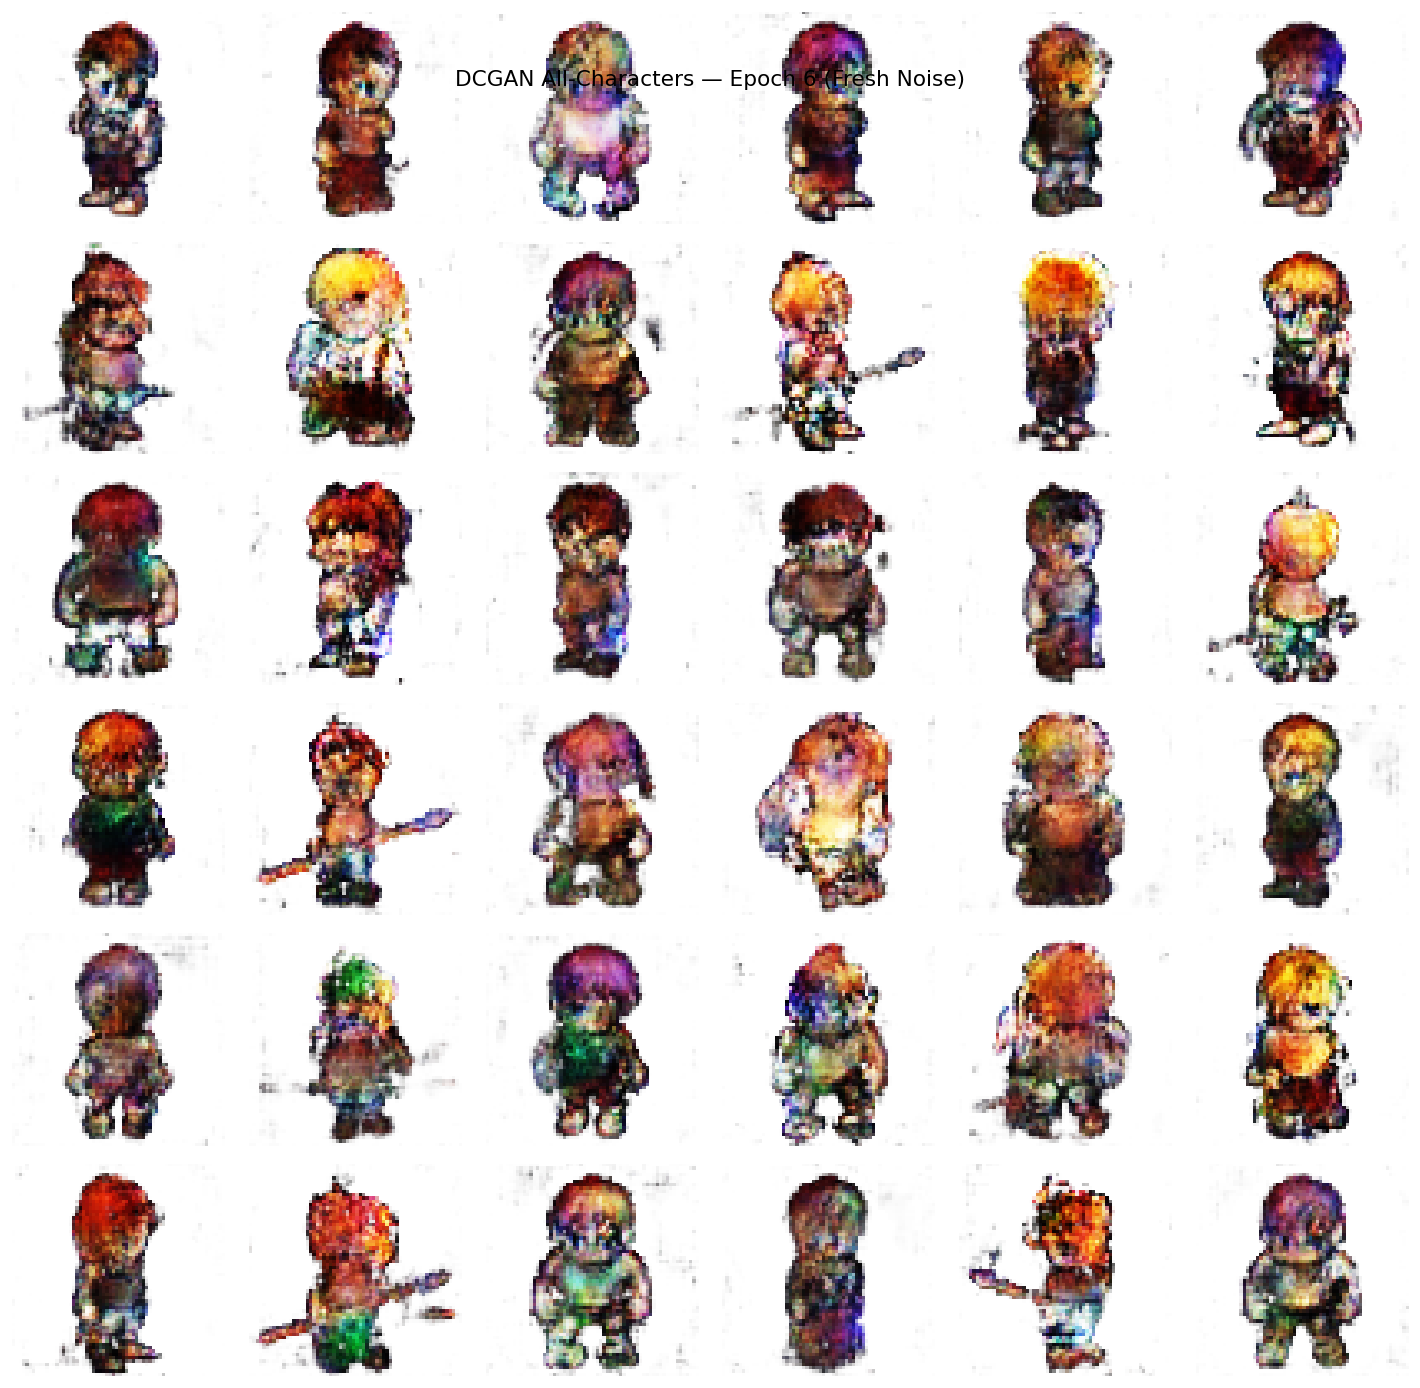 DCGAN All-Characters — Epoch 6 (Fresh Noise)